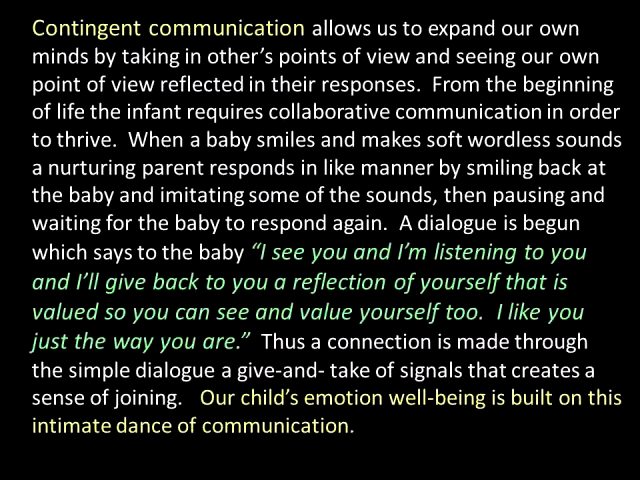 Contingent communication allows us to expand our own
minds by taking in other’s points of view and seeing our own
point of view reflected in their responses.  From the beginning
of life the infant requires collaborative communication in order
to thrive.  When a baby smiles and makes soft wordless sounds
a nurturing parent responds in like manner by smiling back at
the baby and imitating some of the sounds, then pausing and
waiting for the baby to respond again.  A dialogue is begun
which says to the baby “I see you and I’m listening to you
and I’ll give back to you a reflection of yourself that is
valued so you can see and value yourself too.  I like you
just the way you are.”  Thus a connection is made through
the simple dialogue a give-and- take of signals that creates a
sense of joining.   Our child’s emotion well-being is built on this
intimate dance of communication.